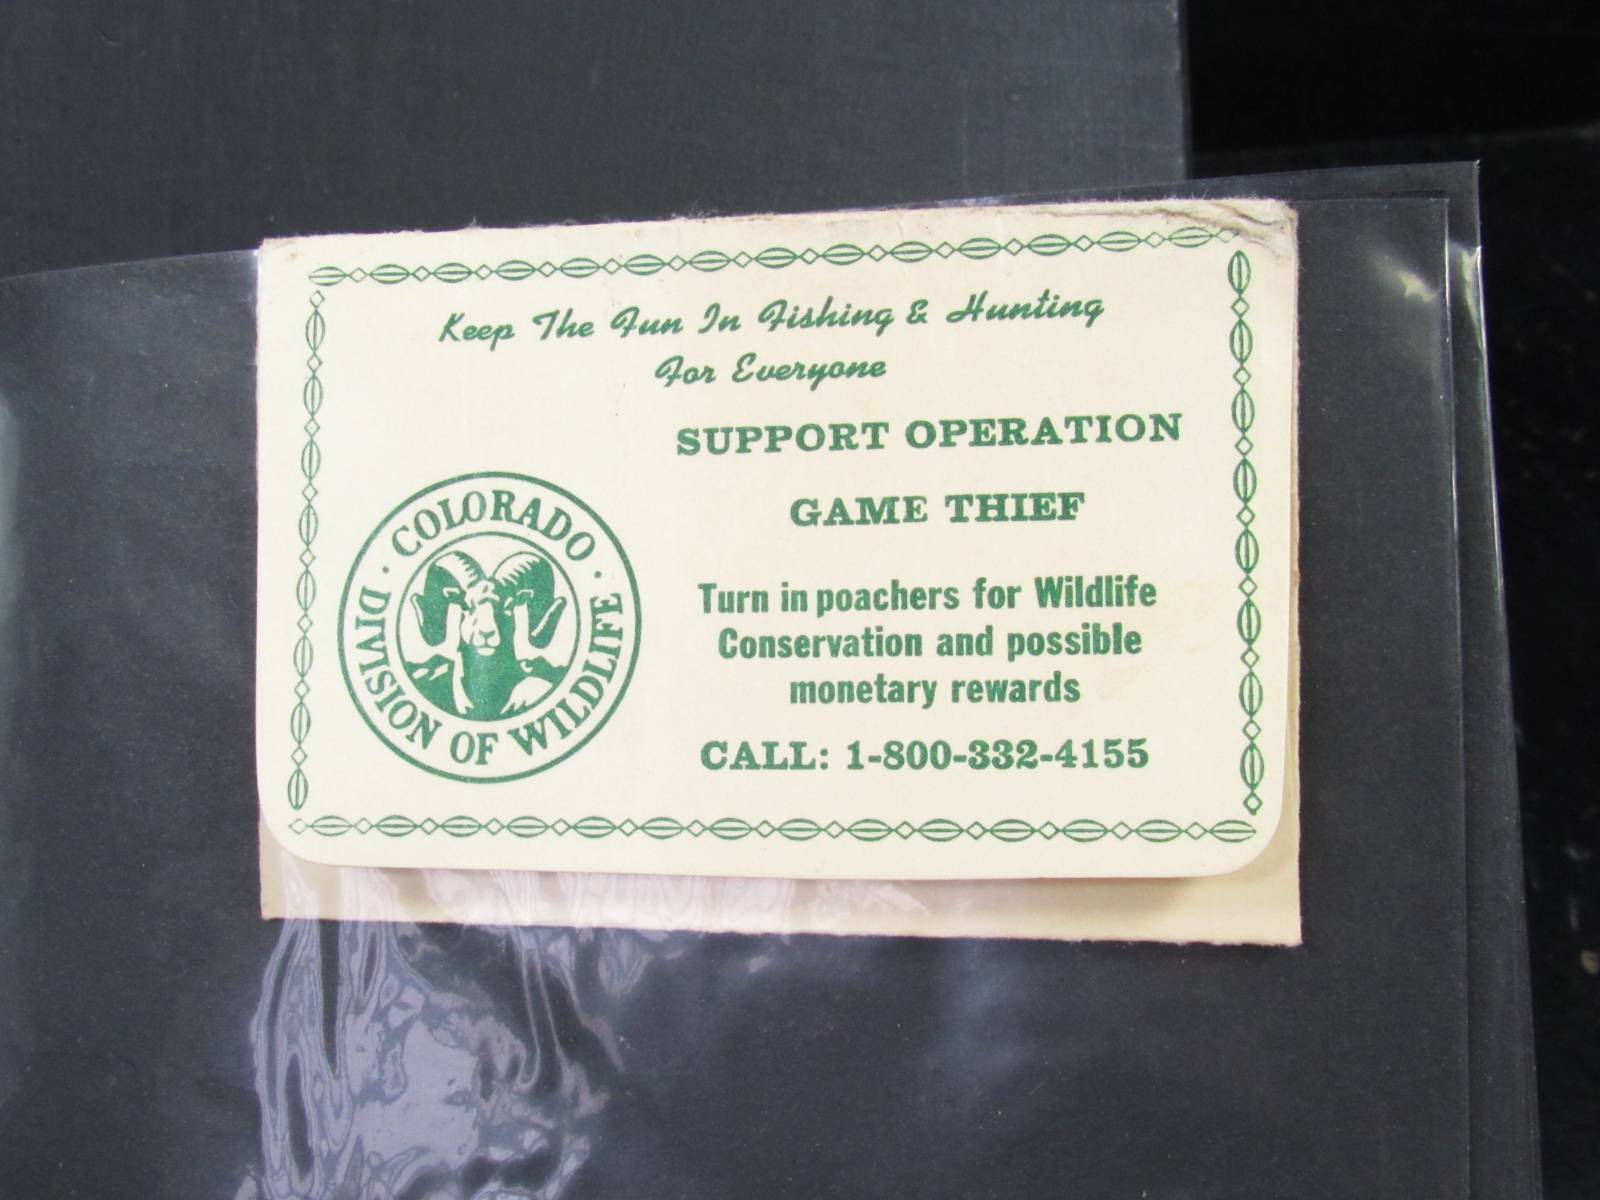 Keep The Fun In Fishing & Hunting
For Everyone
SUPPORT OPERATION
GAME THIEF
COLORADO
DIVISION OF WILDLIFE
Turn in poachers for Wildlife
Conservation and possible
monetary rewards
CALL: 1-800-332-4155